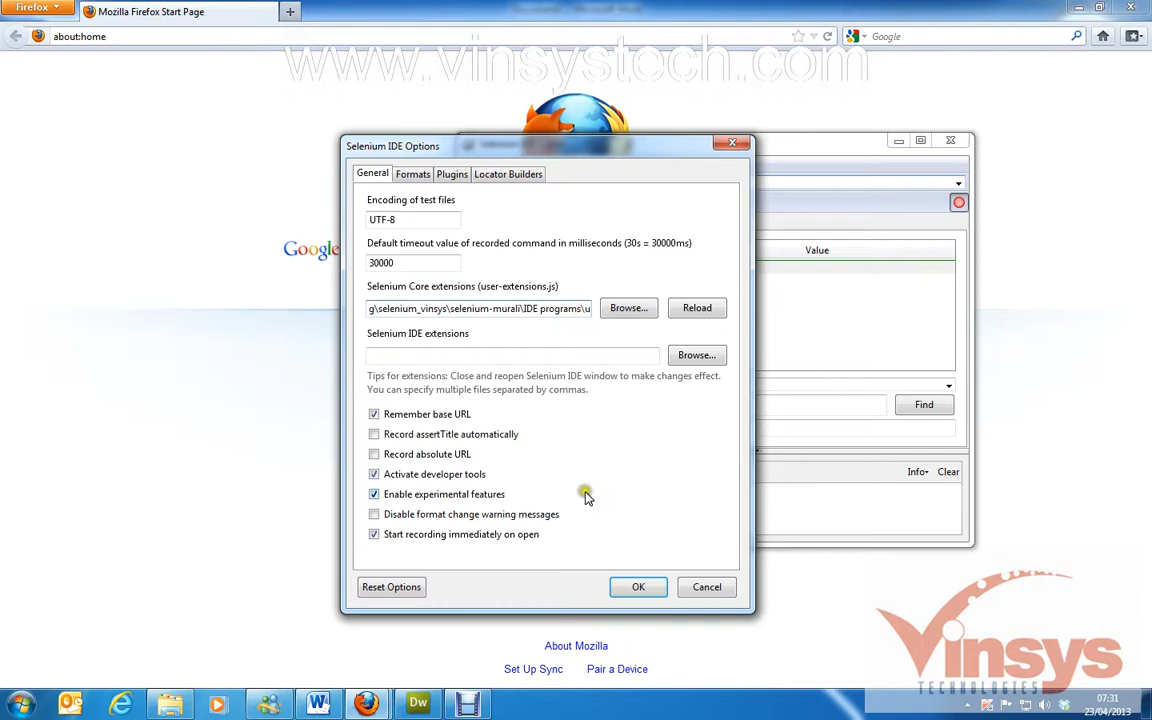 Firefox
Mozilla Firefox Start Page
about:home
Google
www.vinsystech.com
Selenium IDE Options
General
Formats
Plugins
Locator Builders
Encoding of test files
UTF-8
Default timeout value of recorded command in milliseconds (30s = 30000ms)
30000
Value
Google
Selenium Core extensions (user-extensions.js)
g\selenium_vinsys\selenium-murali\IDE programs\u
Browse...
Reload
Selenium IDE extensions
Browse...
Tips for extensions: Close and reopen Selenium IDE window to make changes effect.
You can specify multiple files separated by commas.
Find
Remember base URL
Record assertTitle automatically
Record absolute URL
Activate developer tools
Info
Clear
Enable experimental features
Disable format change warning messages
Start recording immediately on open
Reset Options
OK
Cancel
About Mozilla
Set Up Sync
Pair a Device
Vinsys
TECHNOLOGIES
W
Dw
07:31
23/04/2013